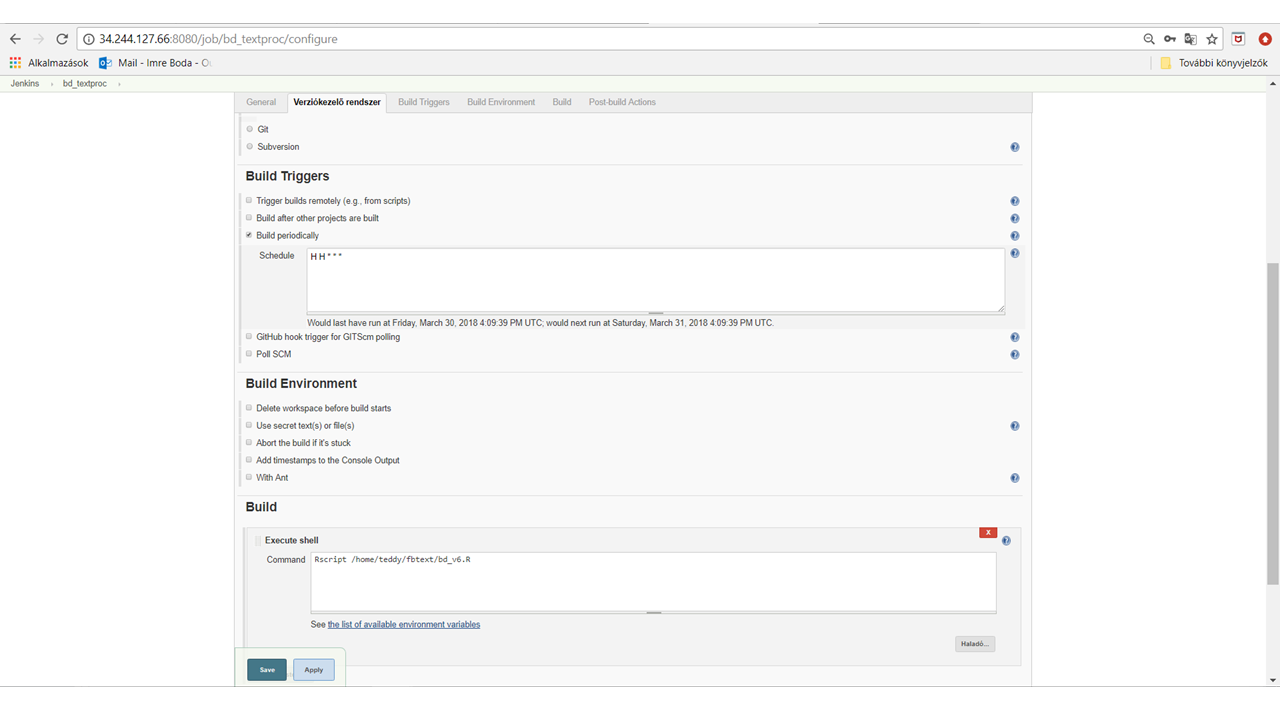 34.244.127.66:8080/job/bd_textproc/configure
Alkalmazások Mail - Imre Boda - További könyvjelzők
Jenkins › bd_textproc ›
General Verziókezelő rendszer Build Triggers Build Environment Build Post-build Actions
Git
Subversion
Build Triggers
Trigger builds remotely (e.g., from scripts)
Build after other projects are built
Build periodically
Schedule H H * * *
Would last have run at Friday, March 30, 2018 4:09:39 PM UTC; would next run at Saturday, March 31, 2018 4:09:39 PM UTC.
GitHub hook trigger for GITScm polling
Poll SCM
Build Environment
Delete workspace before build starts
Use secret text(s) or file(s)
Abort the build if it's stuck
Add timestamps to the Console Output
With Ant
Build
X
Execute shell
Command Rscript /home/teddy/fbtext/bd_v6.R
See the list of available environment variables
Haladó...
Save Apply